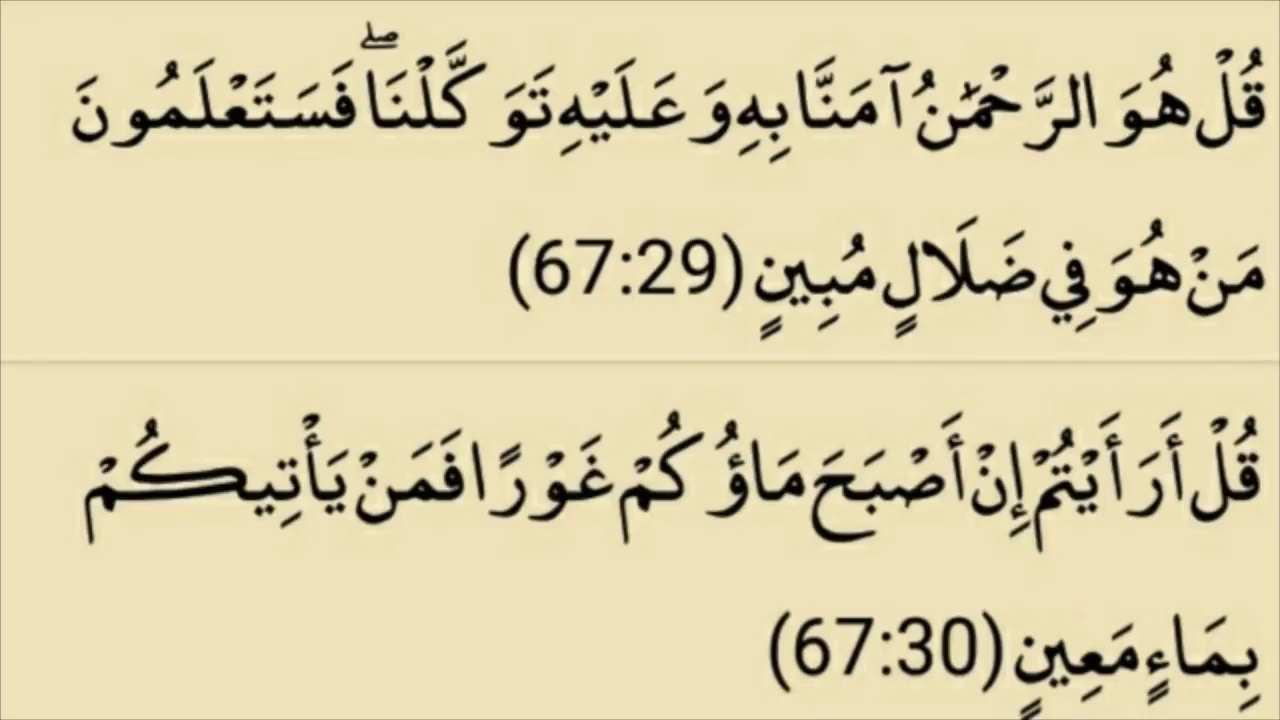 قُلْ هُوَ الرَّحْمَٰنُ آمَنَّا بِهِ وَعَلَيْهِ تَوَكَّلْنَا ۖ فَسَتَعْلَمُونَ
مَنْ هُوَ فِي ضَلَالٍ مُبِينٍ (67:29)
قُلْ أَرَأَيْتُمْ إِنْ أَصْبَحَ مَاؤُكُمْ غَوْرًا فَمَنْ يَأْتِيكُمْ
بِمَاءٍ مَعِينٍ (67:30)